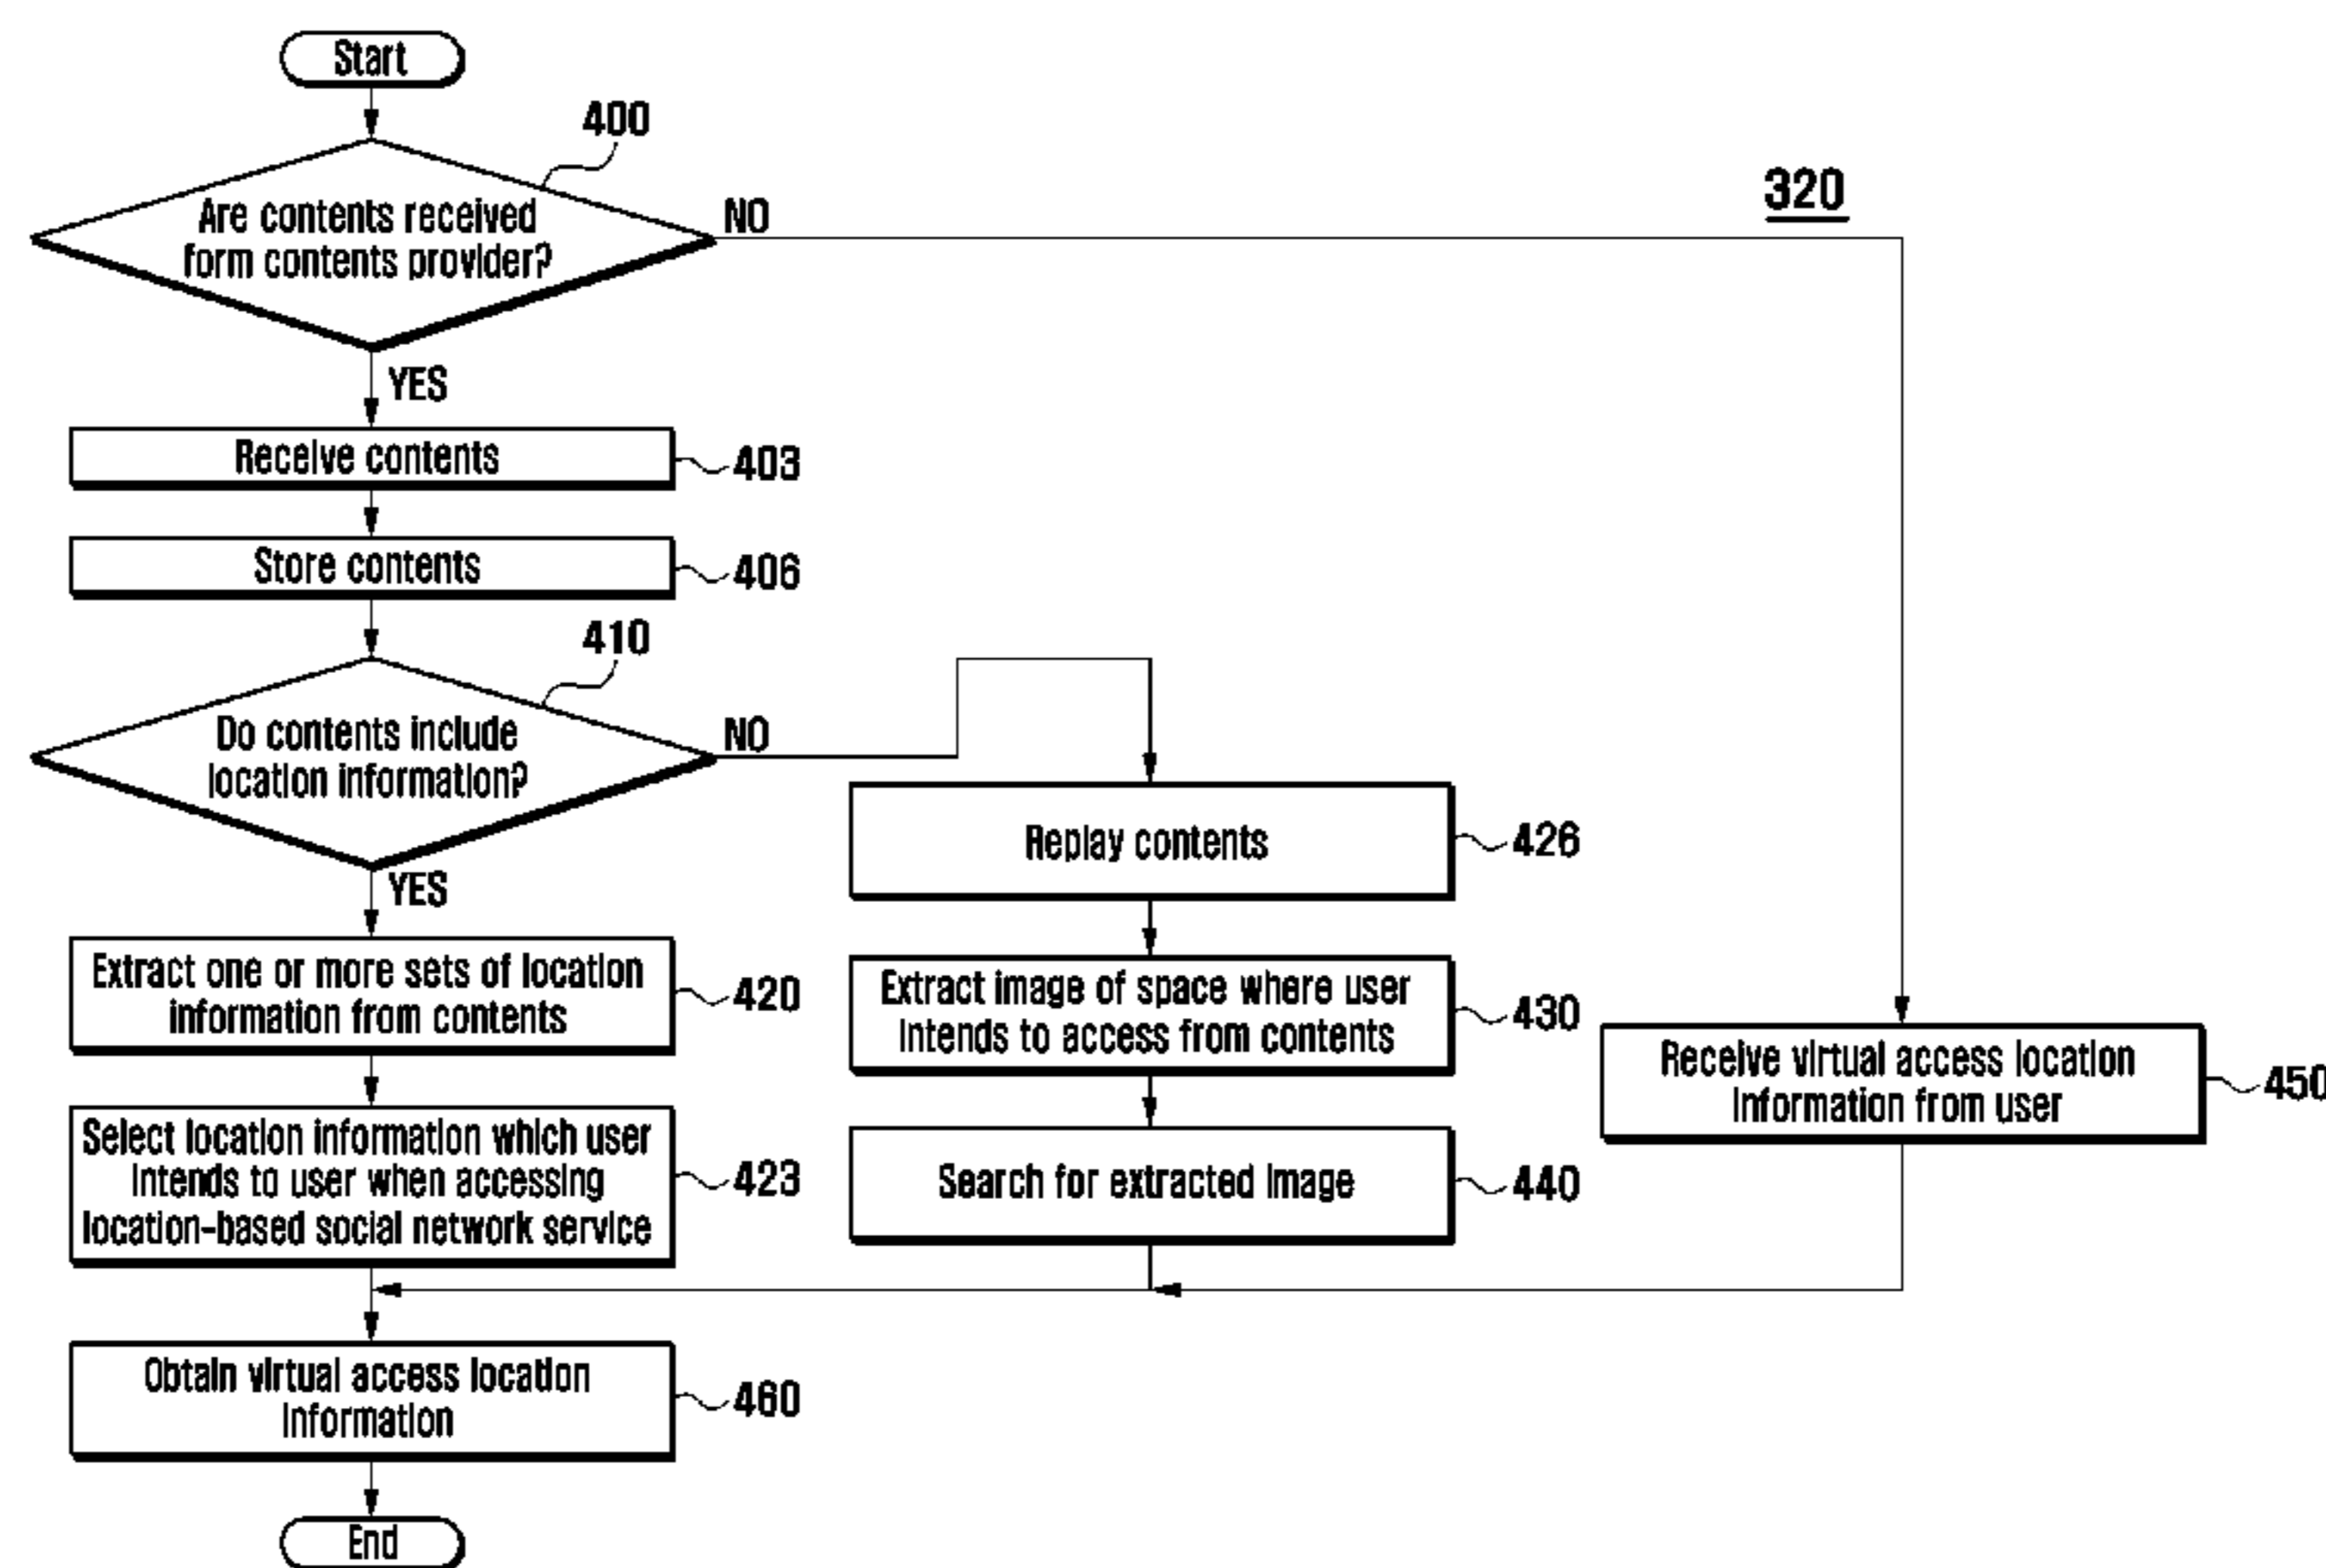 Start
400
Are contents received
form contents provider?
NO
320
YES
Receive contents
403
Store contents
406
410
Do contents include
location information?
NO
Replay contents
426
YES
Extract one or more sets of location
information from contents
420
Extract image of space where user
intends to access from contents
430
Receive virtual access location
information from user
450
Select location information which user
intends to user when accessing
location-based social network service
423
Search for extracted image
440
Obtain virtual access location
information
460
End